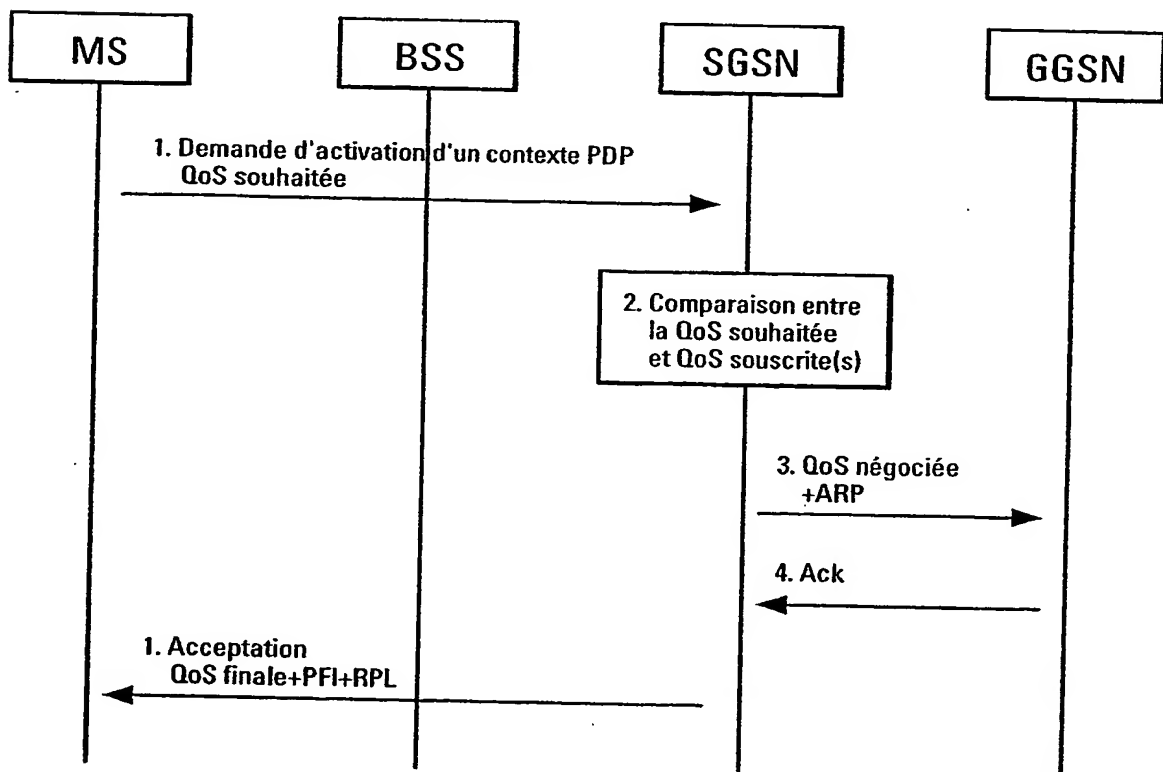 MS
BSS
SGSN
GGSN
1. Demande d'activation d'un contexte PDP
QoS souhaitée
2. Comparaison entre
la QoS souhaitée
et QoS souscrite(s)
3. QoS négociée
+ARP
4. Ack
1. Acceptation
QoS finale+PFI+RPL